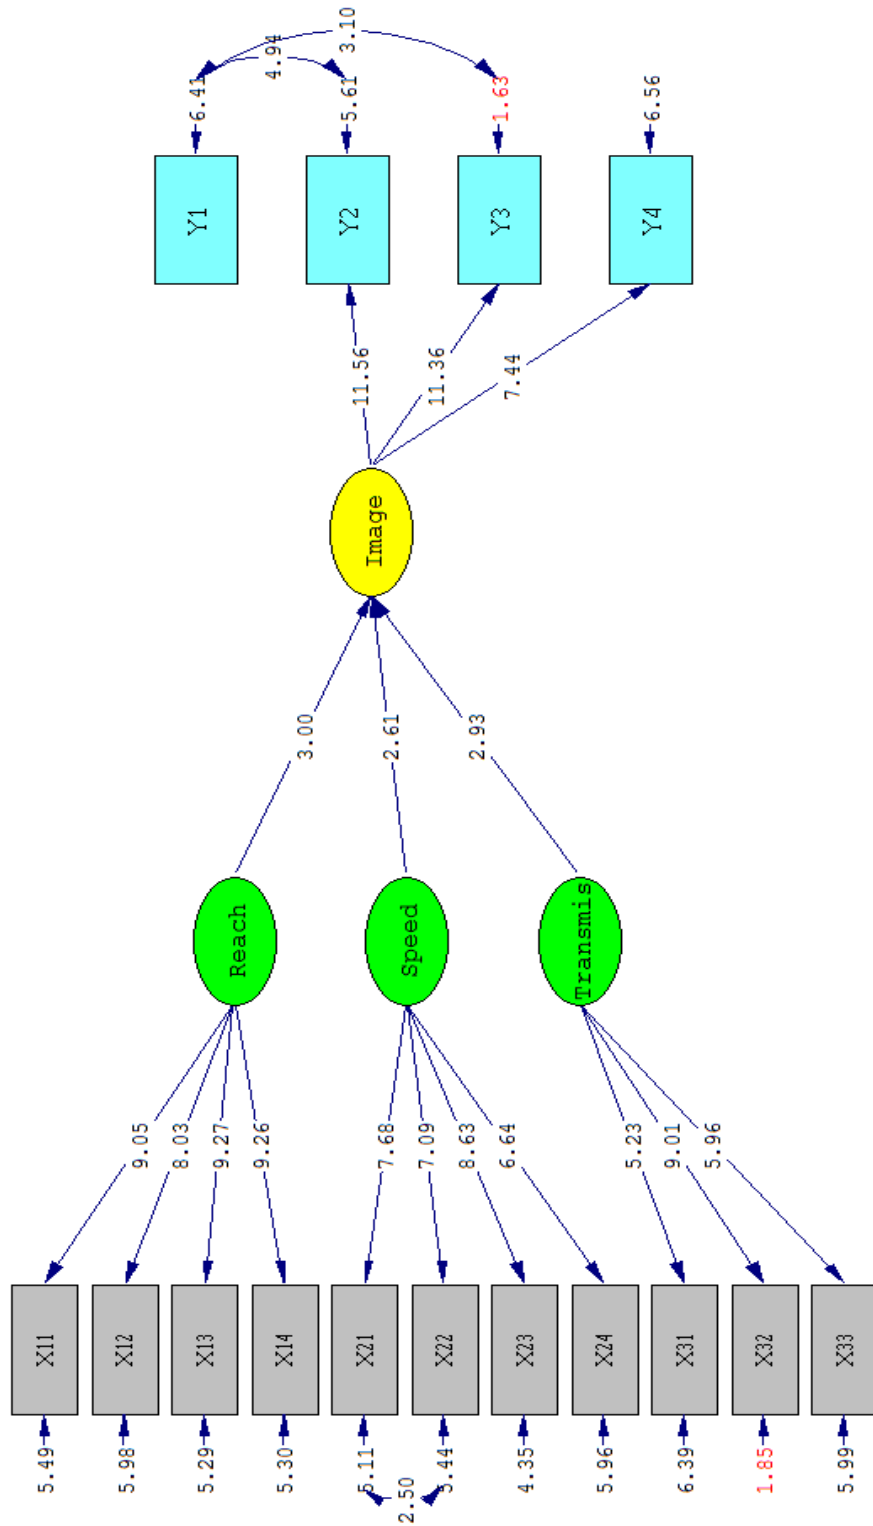 5.49
X11
5.98
X12
5.29
X13
5.30
X14
5.11
X21
5.44
X22
2.50
4.35
X23
5.96
X24
6.39
X31
1.85
X32
5.99
X33
9.05
8.03
9.27
9.26
7.68
7.09
8.63
6.64
5.23
9.01
5.96
Reach
Speed
Transmis
3.00
2.61
2.93
Image
11.56
11.36
7.44
Y1
6.41
Y2
5.61
Y3
1.63
Y4
6.56
4.94
3.10